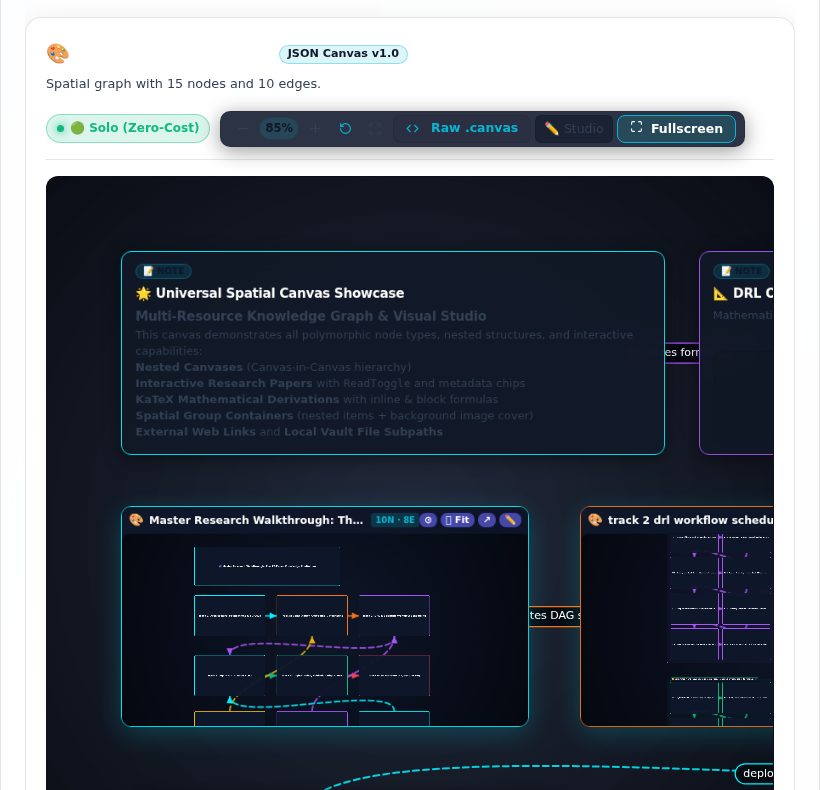 JSON Canvas v1.0
Spatial graph with 15 nodes and 10 edges.
Solo (Zero-Cost)
85%
Raw .canvas
Studio
Fullscreen
NOTE
Universal Spatial Canvas Showcase
Multi-Resource Knowledge Graph & Visual Studio
This canvas demonstrates all polymorphic node types, nested structures, and interactive
capabilities:
Nested Canvases (Canvas-in-Canvas hierarchy)
Interactive Research Papers with ReadToggle and metadata chips
KaTeX Mathematical Derivations with inline & block formulas
Spatial Group Containers (nested items + background image cover)
External Web Links and Local Vault File Subpaths
es form
NOTE
DRL C
Mathemati
Master Research Walkthrough: Th...
10N · 8E
Fit
tes DAG s
track 2 drl workflow schedu
deplo